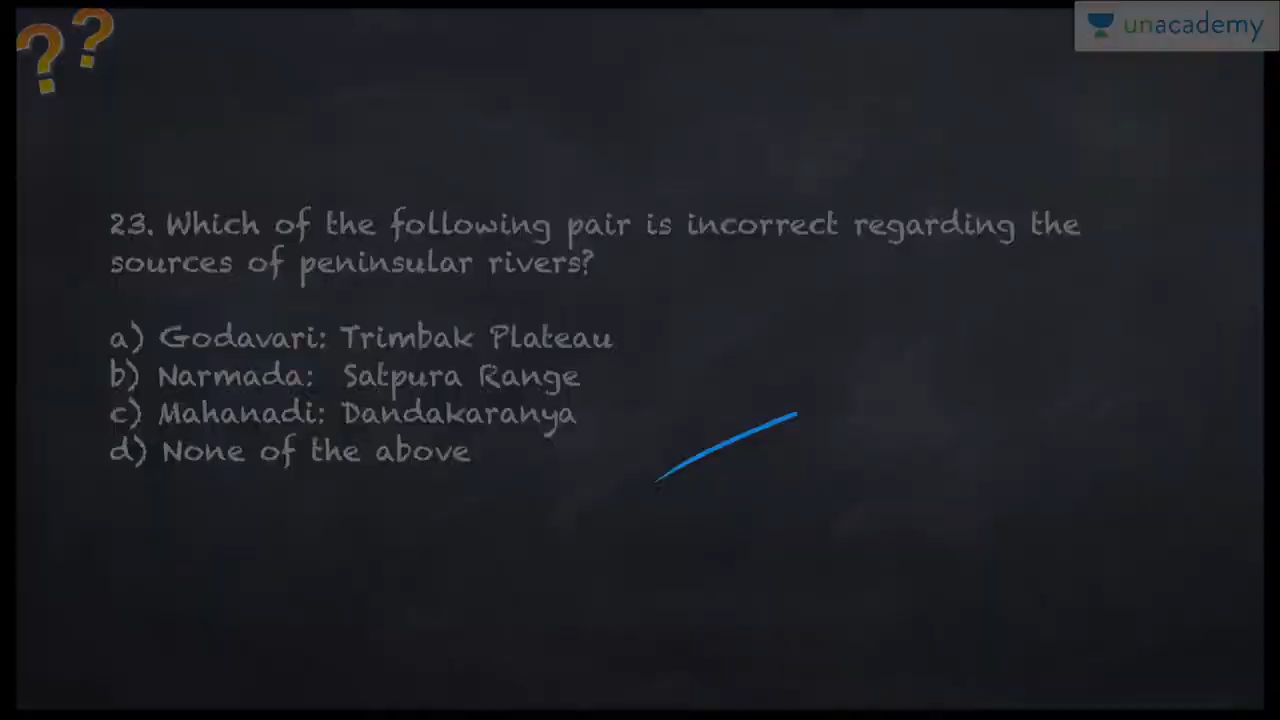 ? ?
unacademy
23. Which of the following pair is incorrect regarding the
sources of peninsular rivers?
a) Godavari: Trimbak Plateau
b) Narmada: Satpura Range
c) Mahanadi: Dandakaranya
d) None of the above